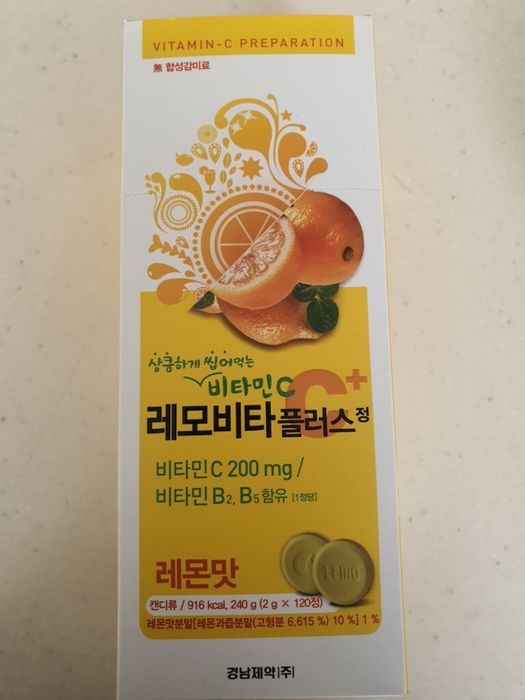 VITAMIN-C PREPARATION
無 합성감미료
상큼하게 씹어먹는
비타민C
C+
레모비타플러스정
비타민C 200 mg /
비타민 B2, B5 함유 [1정당]
LEMO
레몬맛
캔디류 / 916 kcal, 240 g (2 g × 120정)
레몬맛분말[레몬과즙분말(고형분 6,615 %) 10 %] 1 %
경남제약(주)